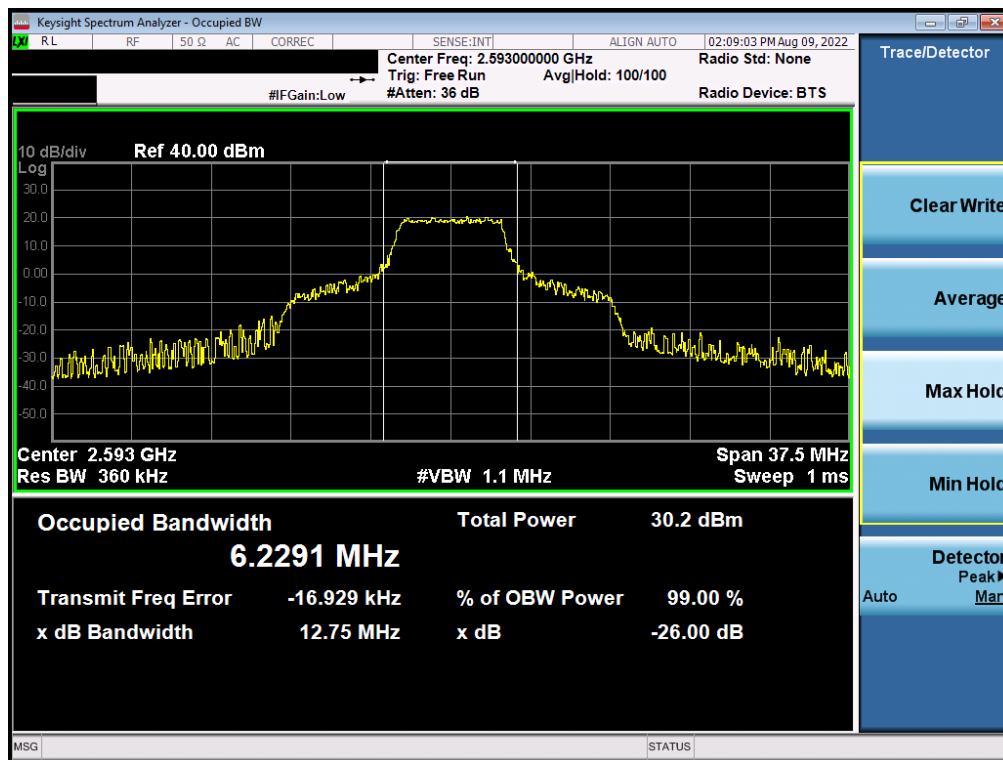 Keysight Spectrum Analyzer - Occupied BW
LXI RL RF 50 Ω AC CORREC SENSE:INT ALIGN AUTO 02:09:03 PM Aug 09, 2022
Center Freq: 2.593000000 GHz Radio Std: None
Trig: Free Run Avg|Hold: 100/100
#IFGain:Low #Atten: 36 dB Radio Device: BTS
10 dB/div Ref 40.00 dBm
Log
30.0
20.0
10.0
0.00
-10.0
-20.0
-30.0
-40.0
-50.0
Center 2.593 GHz Span 37.5 MHz
Res BW 360 kHz #VBW 1.1 MHz Sweep 1 ms
Occupied Bandwidth Total Power 30.2 dBm
6.2291 MHz
Transmit Freq Error -16.929 kHz % of OBW Power 99.00 %
x dB Bandwidth 12.75 MHz x dB -26.00 dB
MSG STATUS
Trace/Detector
Clear Write
Average
Max Hold
Min Hold
Detector
Peak▶
Auto Man